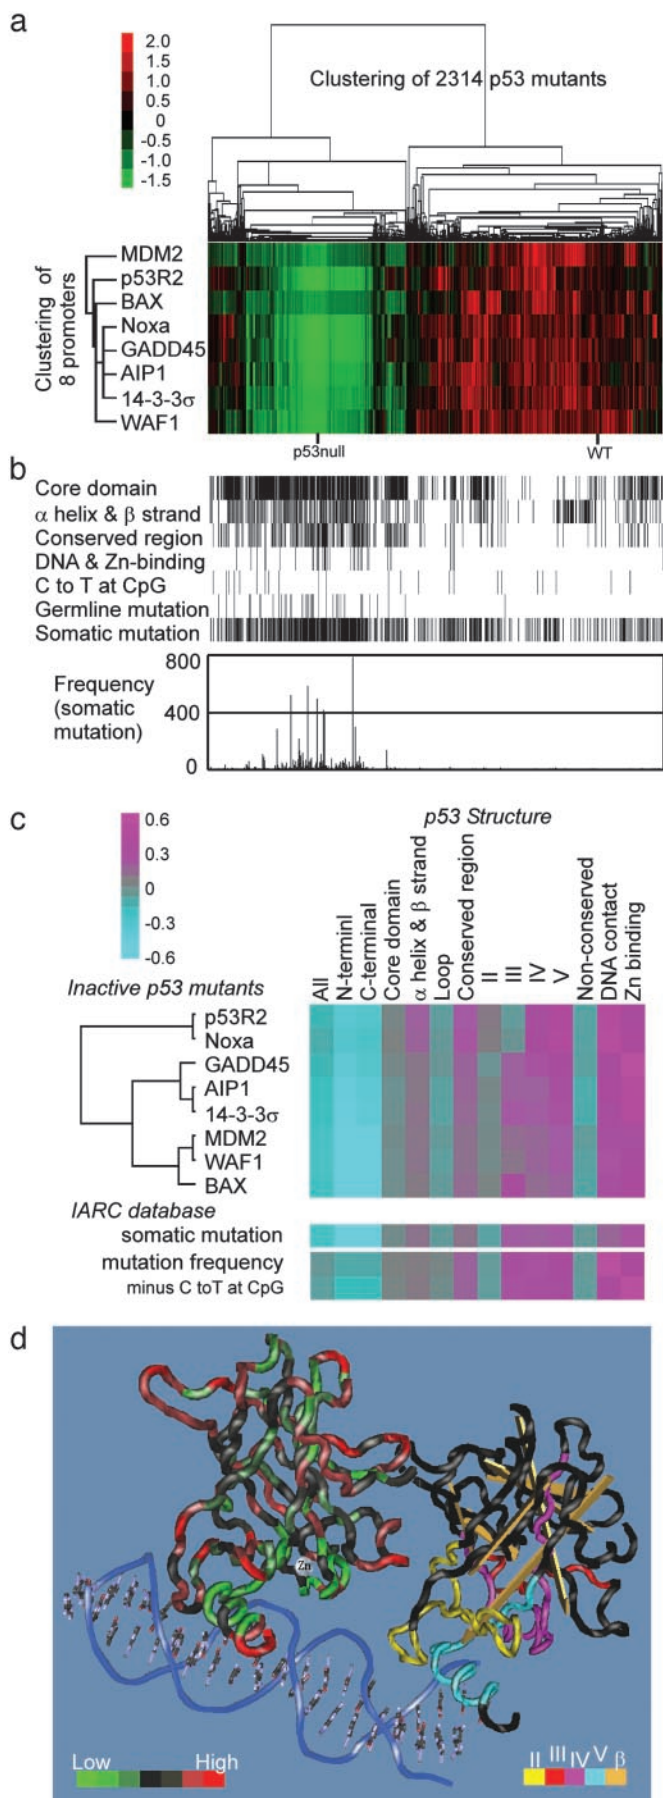 a
2.0
1.5
1.0
0.5
0
-0.5
-1.0
-1.5
Clustering of 2314 p53 mutants
Clustering of
8 promoters
MDM2
p53R2
BAX
Noxa
GADD45
AIP1
14-3-3σ
WAF1
p53null
WT
b
Core domain
α helix & β strand
Conserved region
DNA & Zn-binding
C to T at CpG
Germline mutation
Somatic mutation
Frequency
(somatic
mutation)
800
400
0
c
0.6
0.3
0
-0.3
-0.6
p53 Structure
All
N-terminl
C-terminal
Core domain
α helix & β strand
Loop
Conserved region
II
III
IV
V
Non-conserved
DNA contact
Zn binding
Inactive p53 mutants
p53R2
Noxa
GADD45
AIP1
14-3-3σ
MDM2
WAF1
BAX
IARC database
somatic mutation
mutation frequency
minus C toT at CpG
d
Zn
Low High
II III IV V β